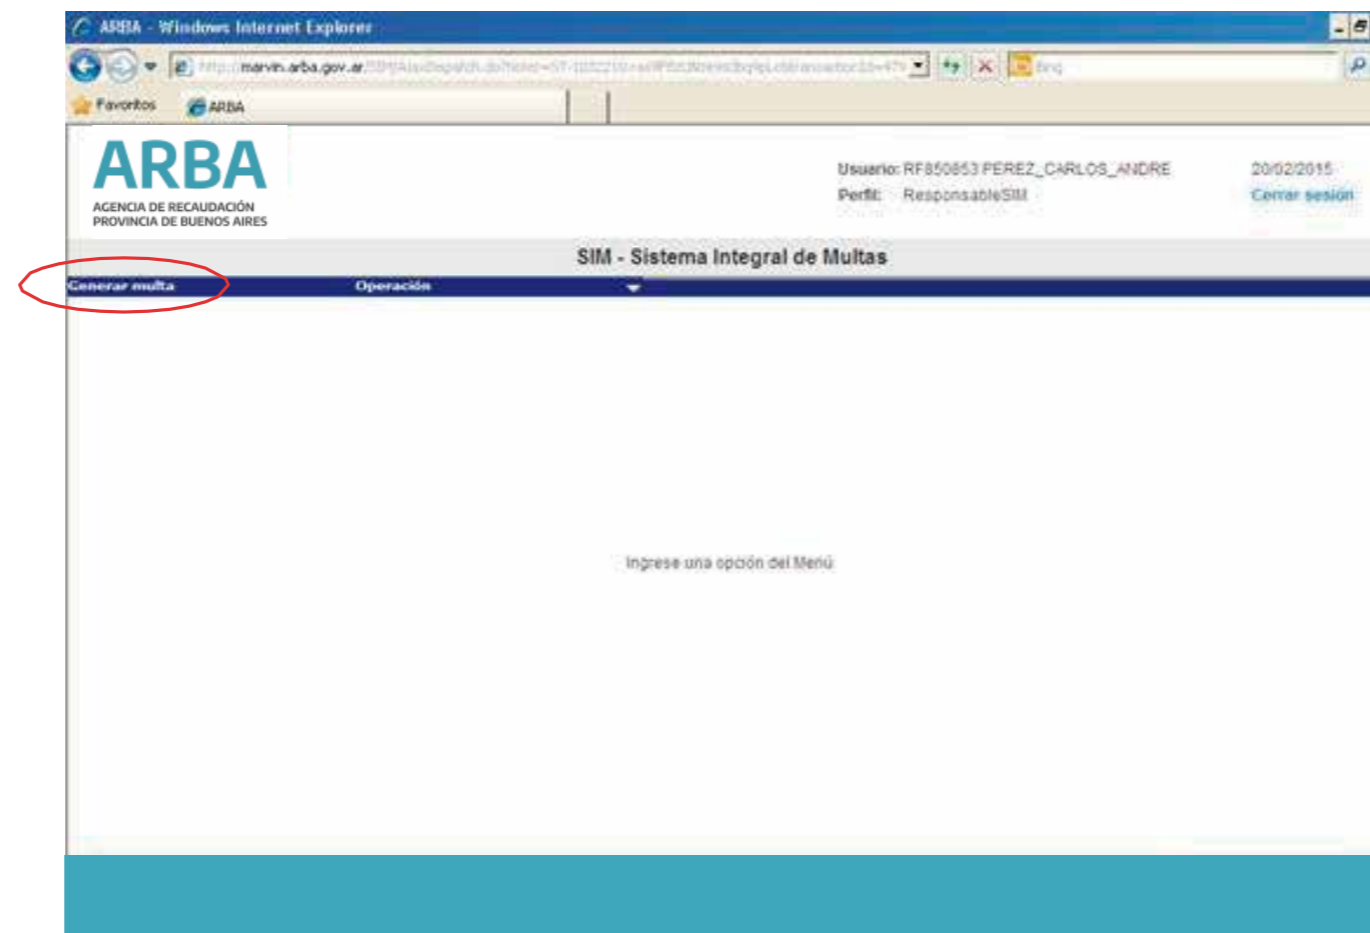 ARBA - Windows Internet Explorer
marvin.arba.gov.ar
bing
Favoritos ARBA
ARBA
AGENCIA DE RECAUDACIÓN
PROVINCIA DE BUENOS AIRES
Usuario: RF850853 PEREZ_CARLOS_ANDRE 20/02/2015
Perfil: ResponsableSIM Cerrar sesión
SIM - Sistema Integral de Multas
Generar multa Operación
Ingrese una opción del Menú